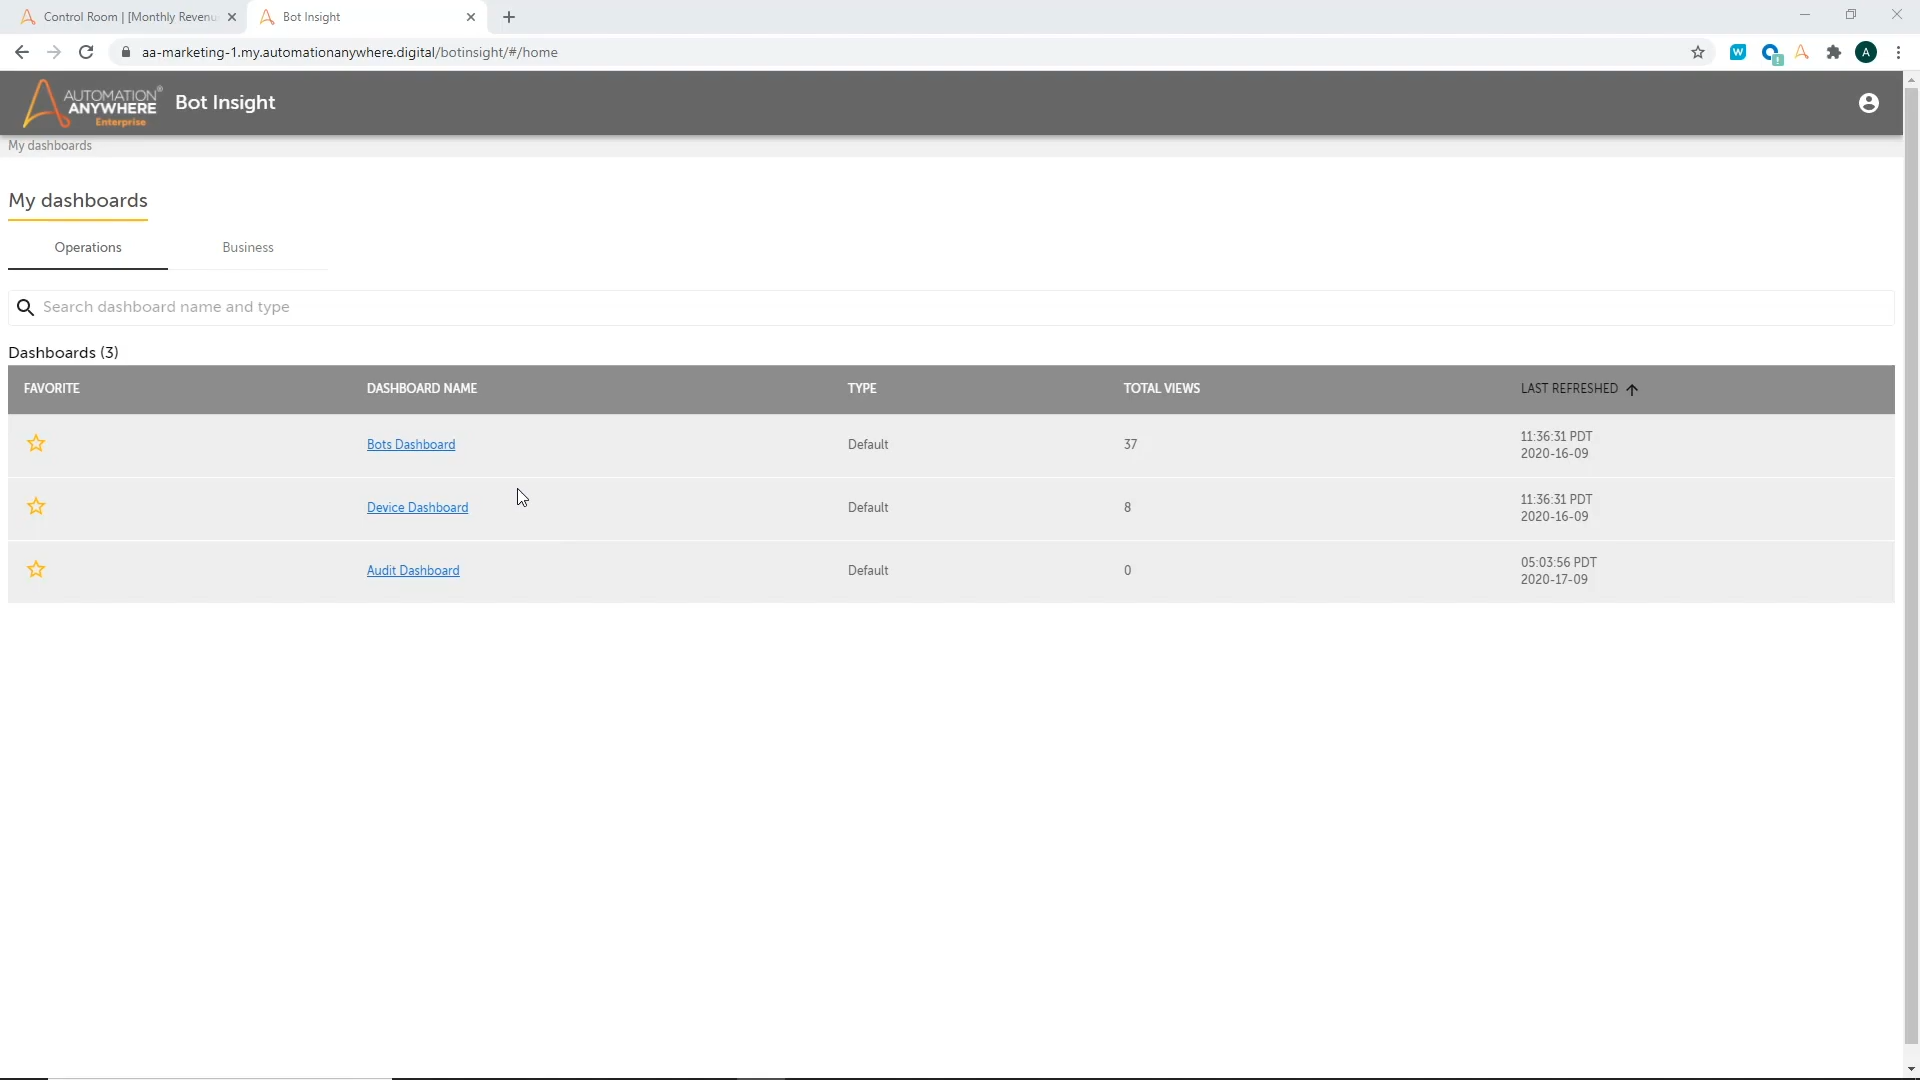 Control Room | [Monthly Revenu
Bot Insight
aa-marketing-1.my.automationanywhere.digital/botinsight/#/home
W
A
AUTOMATION®
ANYWHERE
Enterprise
Bot Insight
My dashboards
My dashboards
Operations
Business
Search dashboard name and type
Dashboards (3)
FAVORITE
DASHBOARD NAME
TYPE
TOTAL VIEWS
LAST REFRESHED
Bots Dashboard
Default
37
11:36:31 PDT
2020-16-09
Device Dashboard
Default
8
11:36:31 PDT
2020-16-09
Audit Dashboard
Default
0
05:03:56 PDT
2020-17-09